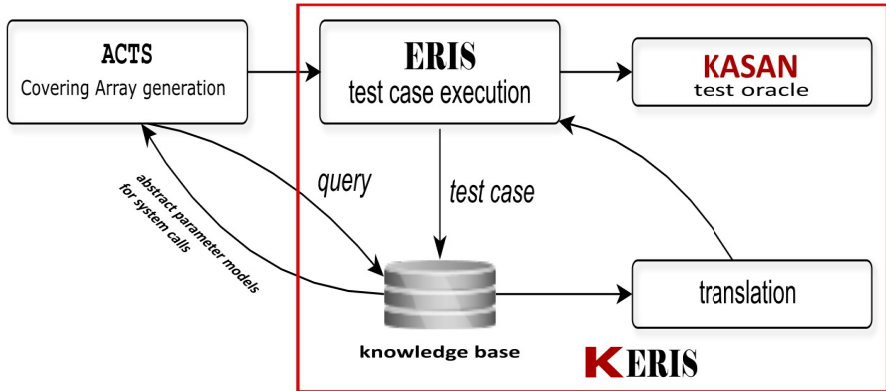 ACTS
Covering Array generation
ERIS
test case execution
KASAN
test oracle
query
test case
abstract parameter models
for system calls
translation
knowledge base
KERIS